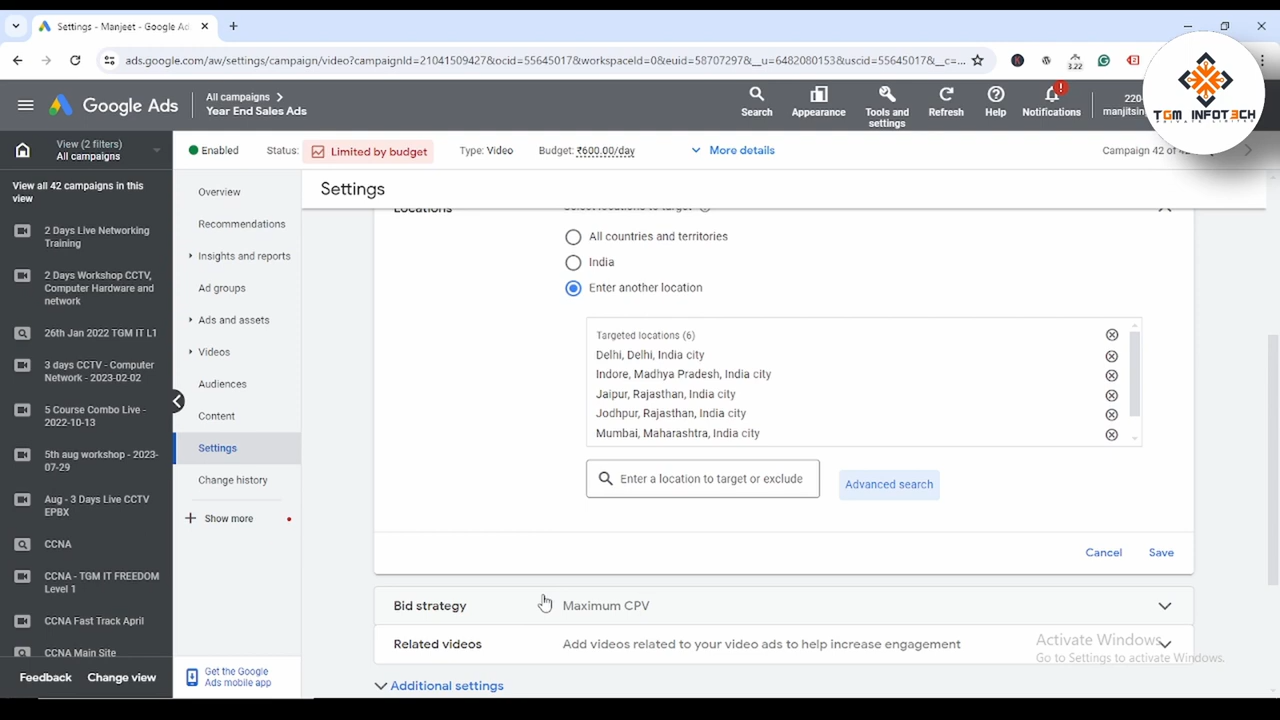 Settings - Manjeet - Google Ad
ads.google.com/aw/settings/campaign/video?campaignId=21041509427&ocid=55645017&workspaceId=0&euid=58707297&__u=6482080153&uscid=55645017&__c=...
3.22
TGM INFOTECH
PRIVATE LIMITED
Google Ads
All campaigns
Year End Sales Ads
Search
Appearance
Tools and settings
Refresh
Help
Notifications
220-
manjitsin
View (2 filters)
All campaigns
Enabled
Status:
Limited by budget
Type: Video
Budget: ₹600.00/day
More details
Campaign 42 of
View all 42 campaigns in this view
2 Days Live Networking Training
2 Days Workshop CCTV, Computer Hardware and network
26th Jan 2022 TGM IT L1
3 days CCTV - Computer Network - 2023-02-02
5 Course Combo Live - 2022-10-13
5th aug workshop - 2023-07-29
Aug - 3 Days Live CCTV EPBX
CCNA
CCNA - TGM IT FREEDOM Level 1
CCNA Fast Track April
CCNA Main Site
Feedback
Change view
Overview
Recommendations
Insights and reports
Ad groups
Ads and assets
Videos
Audiences
Content
Settings
Change history
Show more
Get the Google Ads mobile app
Settings
Locations
Select locations to target
All countries and territories
India
Enter another location
Targeted locations (6)
Delhi, Delhi, India city
Indore, Madhya Pradesh, India city
Jaipur, Rajasthan, India city
Jodhpur, Rajasthan, India city
Mumbai, Maharashtra, India city
Enter a location to target or exclude
Advanced search
Cancel
Save
Bid strategy
Maximum CPV
Related videos
Add videos related to your video ads to help increase engagement
Additional settings
Activate Windows
Go to Settings to activate Windows.